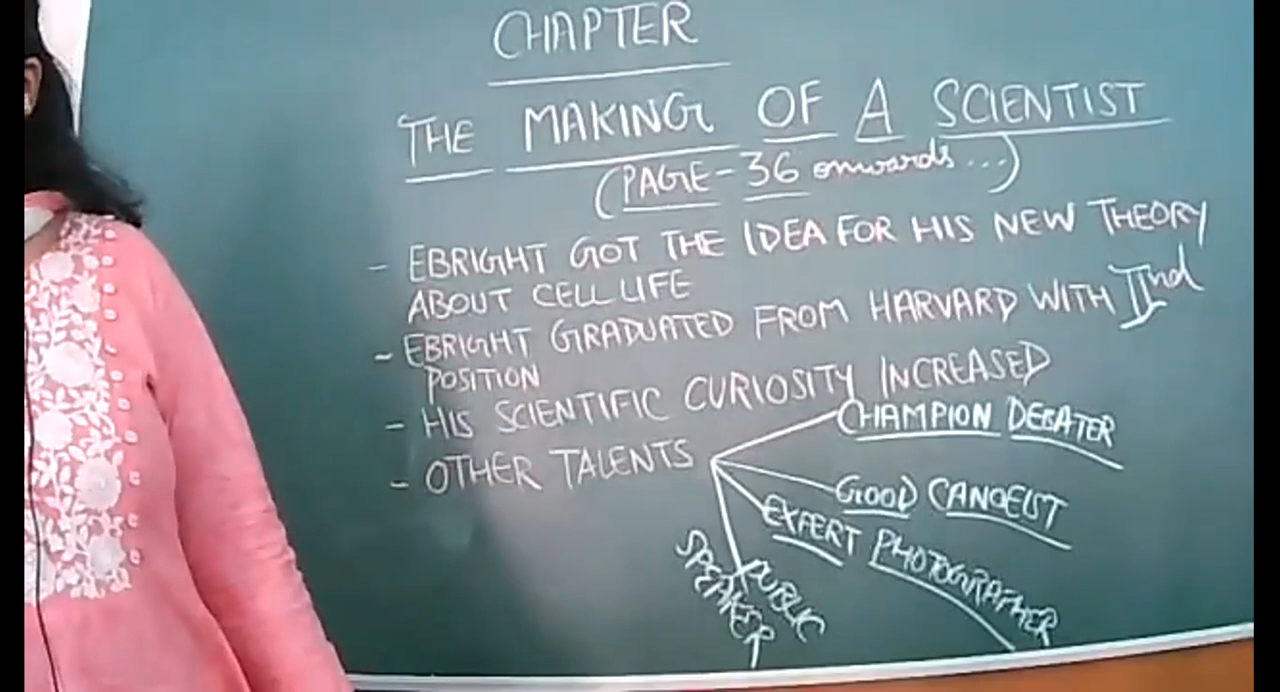 CHAPTER
THE MAKING OF A SCIENTIST
(PAGE-36 onwards...)
- EBRIGHT GOT THE IDEA FOR HIS NEW THEORY
ABOUT CELL LIFE
- EBRIGHT GRADUATED FROM HARVARD WITH IInd
POSITION
- HIS SCIENTIFIC CURIOSITY INCREASED
- OTHER TALENTS
CHAMPION DEBATER
GOOD CANOEIST
EXPERT PHOTOGRAPHER
PUBLIC
SPEAKER